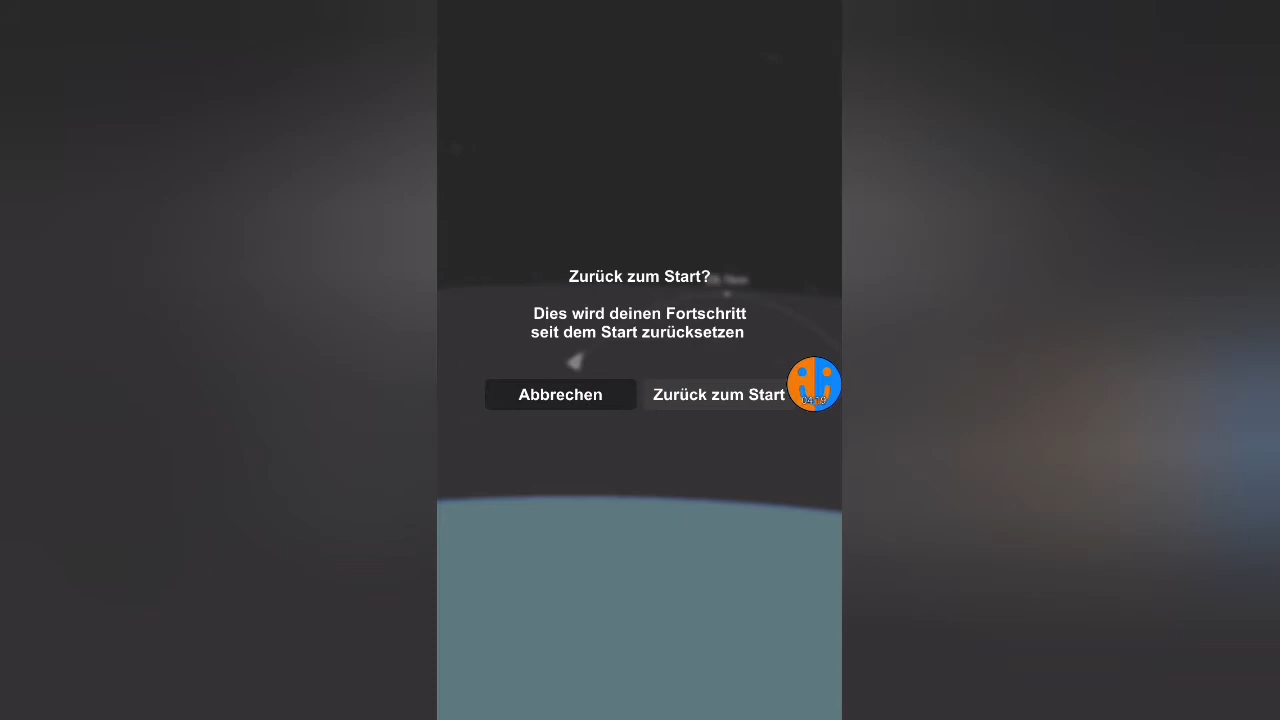 Zurück zum Start?
Dies wird deinen Fortschritt
seit dem Start zurücksetzen
Abbrechen
Zurück zum Start